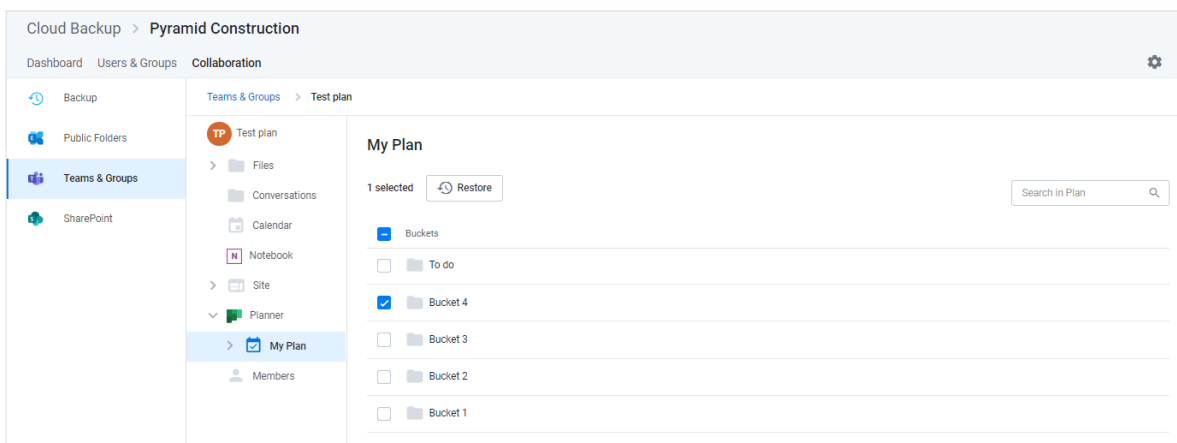 Cloud Backup > Pyramid Construction
Dashboard Users & Groups Collaboration
Backup
Public Folders
Teams & Groups
SharePoint
Teams & Groups > Test plan
TP Test plan
Files
Conversations
Calendar
N Notebook
Site
Planner
My Plan
Members
My Plan
1 selected Restore
Search in Plan
Buckets
To do
Bucket 4
Bucket 3
Bucket 2
Bucket 1